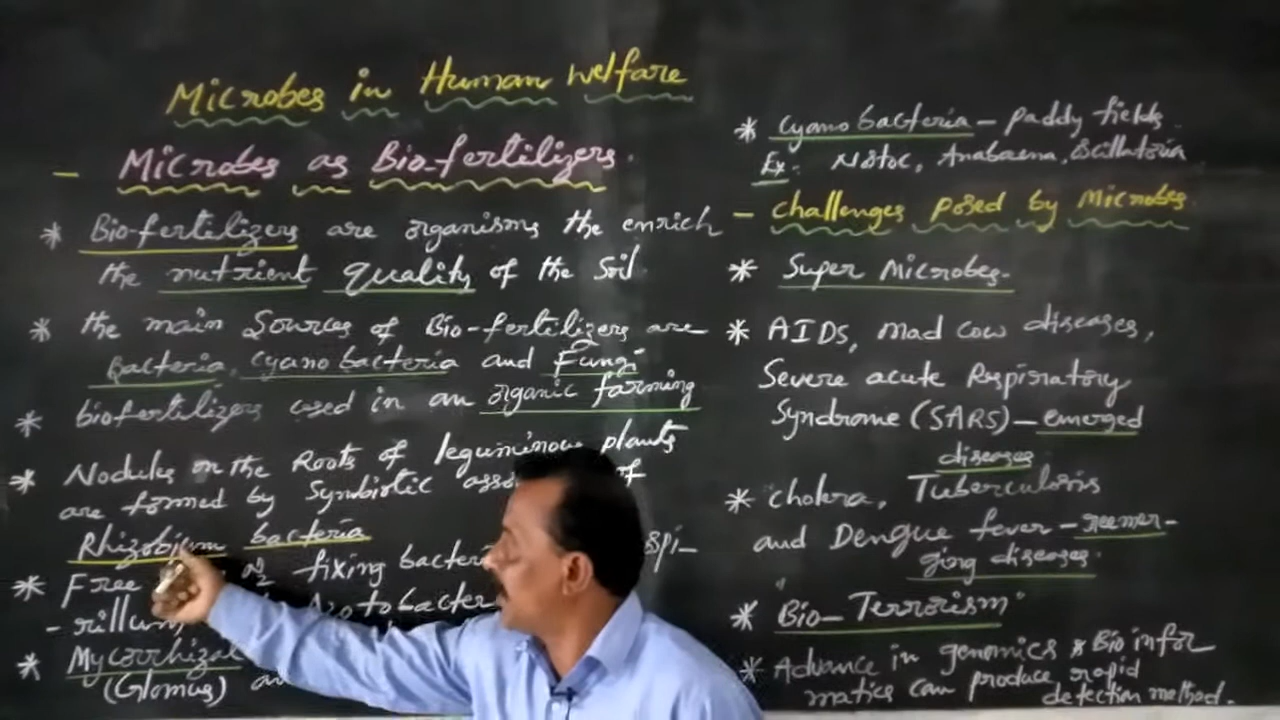 Microbes in Human welfare
- Microbes as Bio-fertilizers.
* Bio-fertilizers are organisms the enrich
the nutrient quality of the Soil
* the main Sources of Bio-fertilizers are
Bacteria, cyano bacteria and Fungi
* biofertilizers used in an organic farming
* Nodules on the Roots of leguminous plants
are formed by Symbiotic
Rhizobium bacteria
* Free N2 fixing bacteri spi-
- rillum, Azotobacter
* Mycorrhizal
(Glomus)
* Cyano bacteria - paddy fields
Ex: Nostoc, Anabaena, Oscillatoria
- challenges posed by Microbes.
* Super Microbes.
* AIDS, Mad Cow diseases,
Severe acute Respiratory
Syndrome (SARS) - emerged
diseases
* cholera, Tuberculosis
and Dengue fever - reemer-
ging diseases.
* "Bio-Terrorism"
* Advance in genomics & Bio infor
matics can produce rapid
detection method.